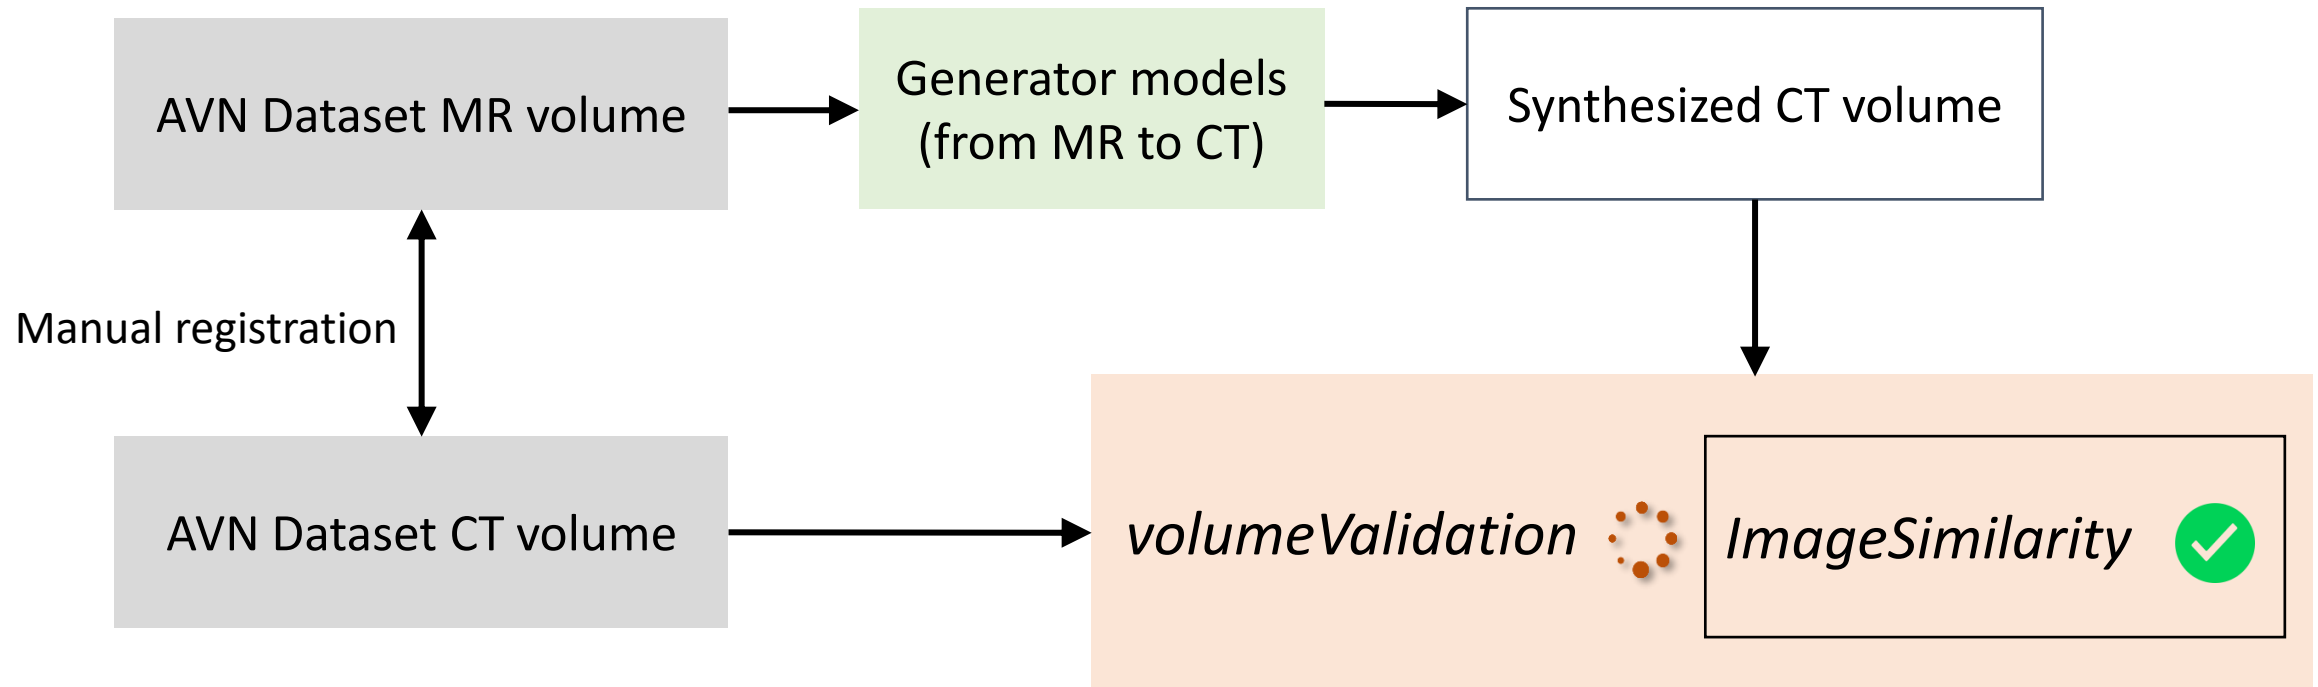 AVN Dataset MR volume
Generator models
(from MR to CT)
Synthesized CT volume
Manual registration
AVN Dataset CT volume
volumeValidation
ImageSimilarity